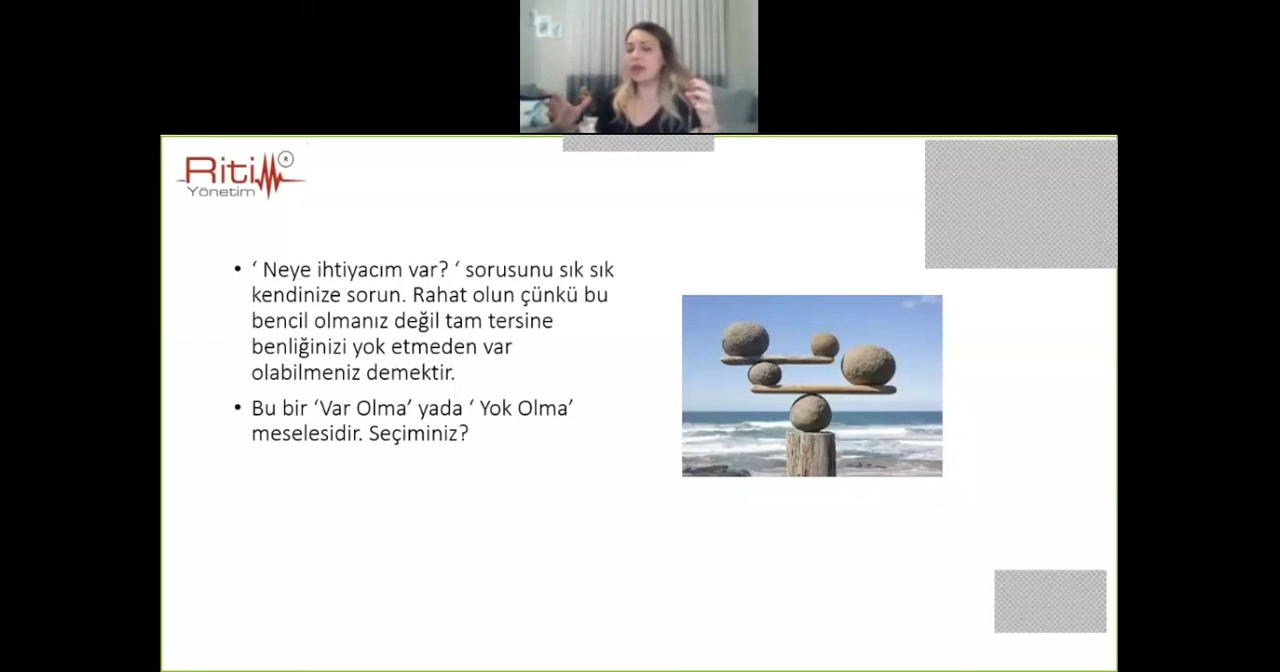 Ritim ®
Yönetim
• ‘ Neye ihtiyacım var? ‘ sorusunu sık sık
kendinize sorun. Rahat olun çünkü bu
bencil olmanız değil tam tersine
benliğinizi yok etmeden var
olabilmeniz demektir.
• Bu bir ‘Var Olma’ yada ‘ Yok Olma’
meselesidir. Seçiminiz?